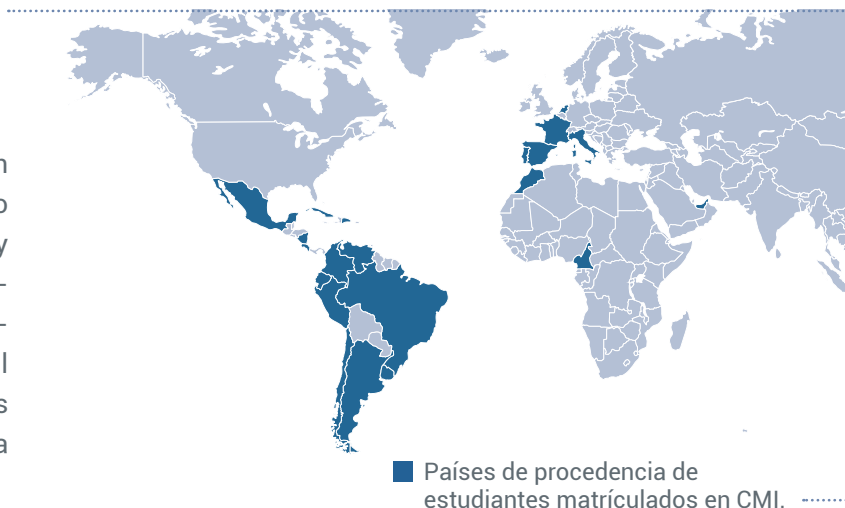 n
o
y
-
-
l
s
a
Países de procedencia de
estudiantes matrículados en CMI.